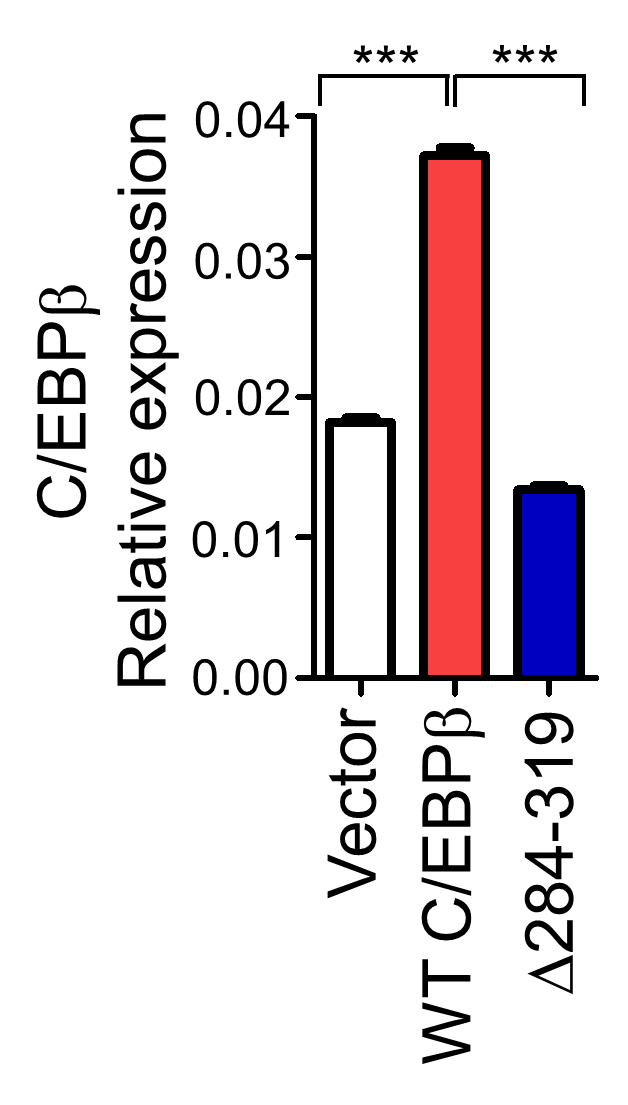 *** ***
C/EBPβ
Relative expression
0.04
0.03
0.02
0.01
0.00
Vector
WT C/EBPβ
Δ284-319